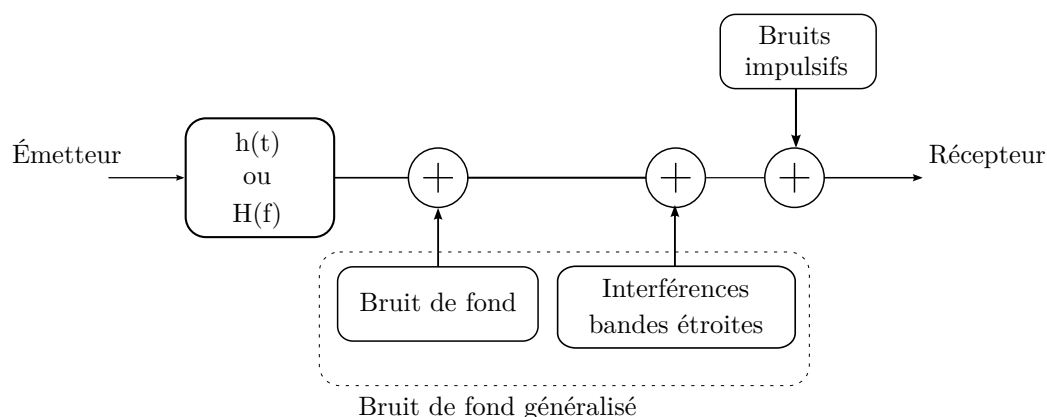 Bruits
impulsifs
Émetteur
h(t)
ou
H(f)
Récepteur
Bruit de fond
Interférences
bandes étroites
Bruit de fond généralisé